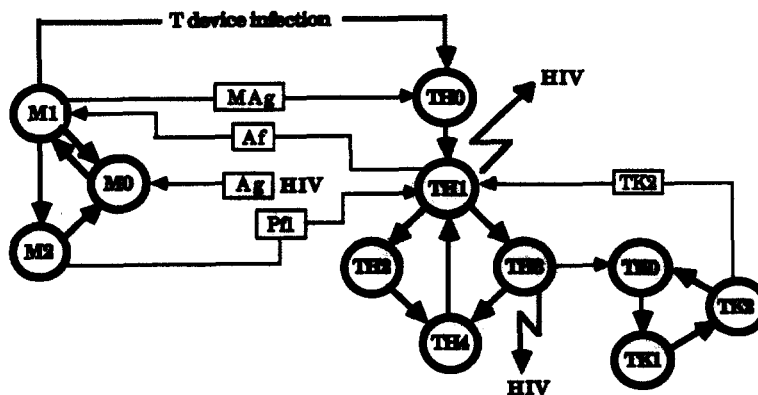 T device infection
HIV
M1
MAg
TH0
Af
M0
Ag
HIV
TH1
TK2
Pf1
M2
TH2
TH3
TK0
TK2
TH4
TK1
HIV